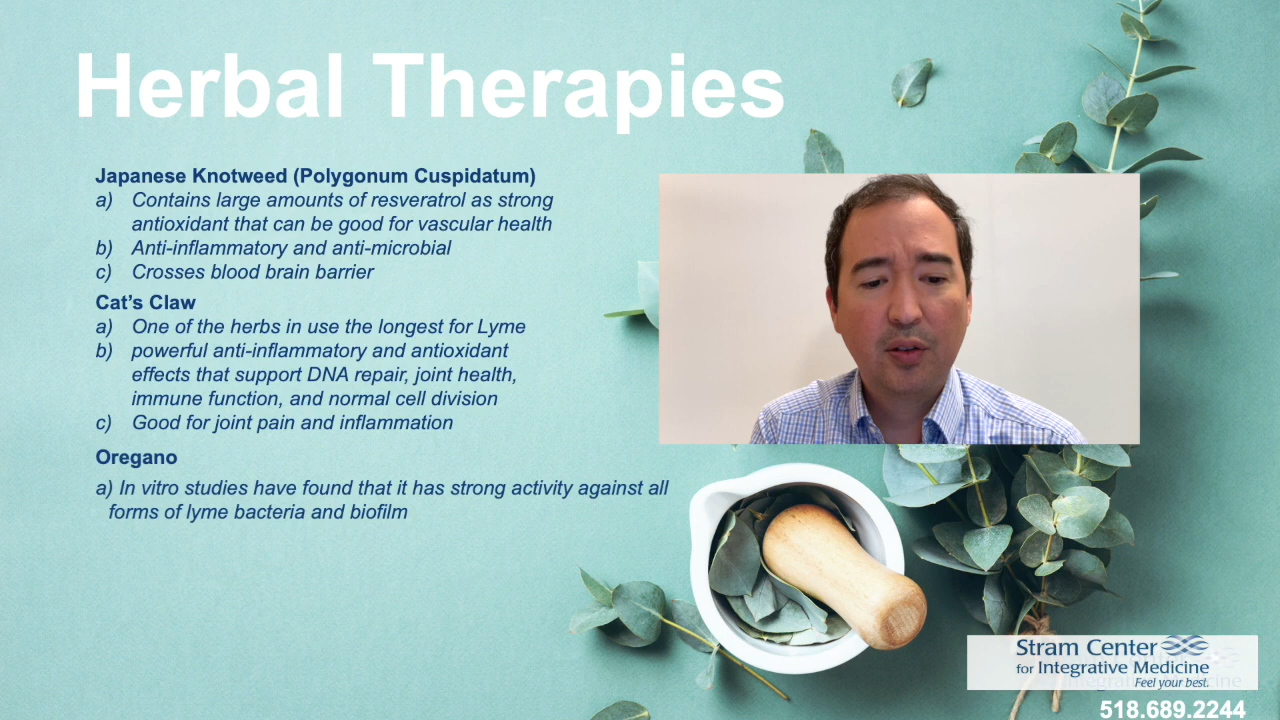 Herbal Therapies
Japanese Knotweed (Polygonum Cuspidatum)
a) Contains large amounts of resveratrol as strong
antioxidant that can be good for vascular health
b) Anti-inflammatory and anti-microbial
c) Crosses blood brain barrier
Cat’s Claw
a) One of the herbs in use the longest for Lyme
b) powerful anti-inflammatory and antioxidant
effects that support DNA repair, joint health,
immune function, and normal cell division
c) Good for joint pain and inflammation
Oregano
a) In vitro studies have found that it has strong activity against all
forms of lyme bacteria and biofilm
Stram Center
for Integrative Medicine
Feel your best.
518.689.2244